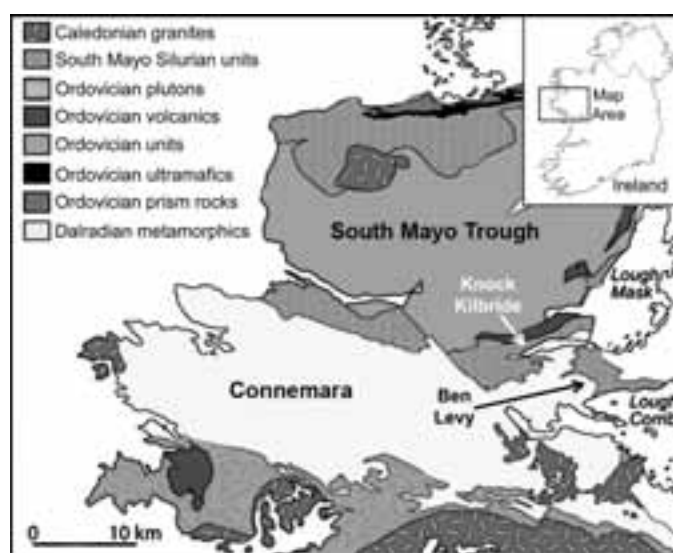 Caledonian granites
South Mayo Silurian units
Ordovician plutons
Ordovician volcanics
Ordovician units
Ordovician ultramafics
Ordovician prism rocks
Dalradian metamorphics
Map
Area
Ireland
South Mayo Trough
Lough
Mask
Knock
Kilbride
Connemara
Ben
Levy
Lough
0
10 km